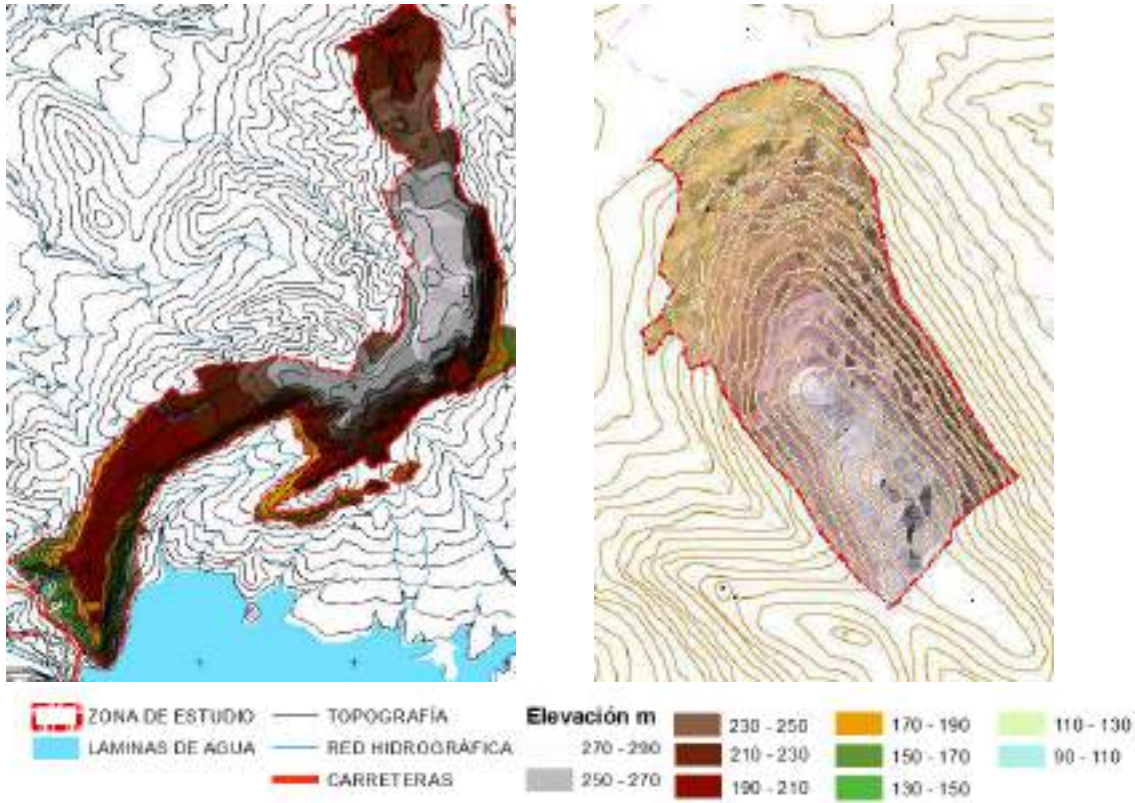 ZONA DE ESTUDIO
LAMINAS DE AGUA
TOPOGRAFÍA
RED HIDROGRÁFICA
CARRETERAS
Elevación m
270 - 290
250 - 270
230 - 250
210 - 230
190 - 210
170 - 190
150 - 170
130 - 150
110 - 130
90 - 110